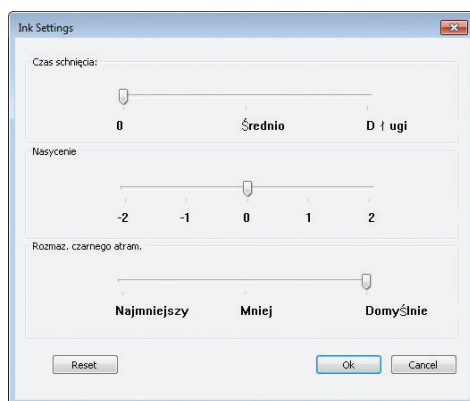 Ink Settings
Czas schnięcia:
0 Średnio D ł ugi
Nasycenie
-2 -1 0 1 2
Rozmaz. czarnego atram.
Najmniejszy Mniej Domyślnie
Reset Ok Cancel